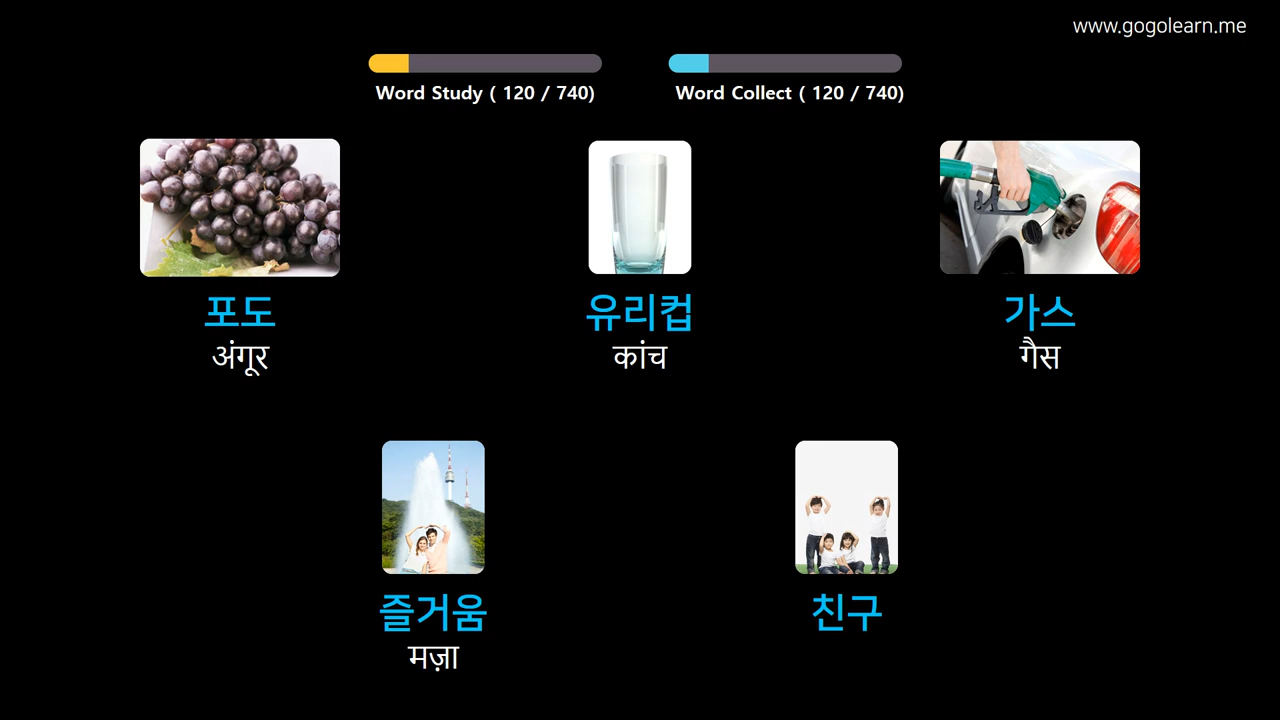 www.gogolearn.me
Word Study ( 120 / 740)
Word Collect ( 120 / 740)
포도
अंगूर
유리컵
कांच
가스
गैस
즐거움
मज़ा
친구